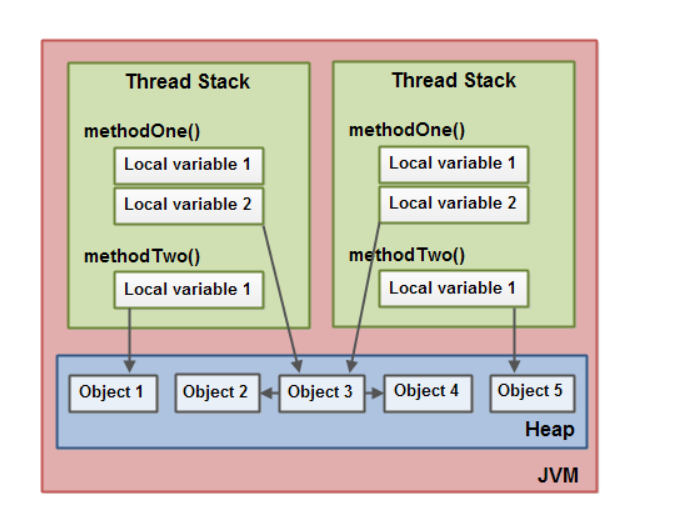 Thread Stack
methodOne()
Local variable 1
Local variable 2
methodTwo()
Local variable 1
Thread Stack
methodOne()
Local variable 1
Local variable 2
methodTwo()
Local variable 1
Object 1
Object 2
Object 3
Object 4
Object 5
Heap
JVM